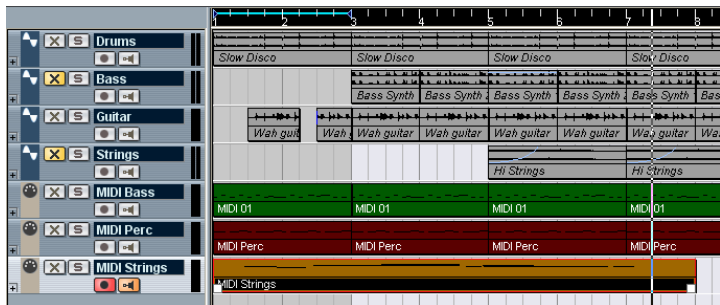 2 3 4 5 6 7 8
X S Drums
Slow Disco Slow Disco Slow Disco Slow Disco
X S Bass
Bass Synth Bass Synth Bass Synth Bass Synth Bass Synth Bas
X S Guitar
Wah guit Wah Wah guitar Wah guitar Wah guitar Wah guitar Wah guitar Wah
X S Strings
Hi Strings Hi Strings
X S MIDI Bass
MIDI 01 MIDI 01 MIDI 01 MIDI 01
X S MIDI Perc
MIDI Perc MIDI Perc MIDI Perc MIDI Perc
X S MIDI Strings
MIDI Strings